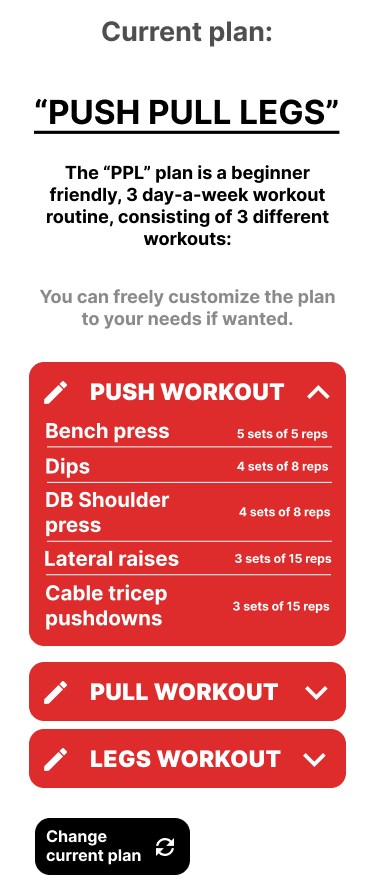 Current plan:
“PUSH PULL LEGS”
The “PPL” plan is a beginner
friendly, 3 day-a-week workout
routine, consisting of 3 different
workouts:
You can freely customize the plan
to your needs if wanted.
PUSH WORKOUT
Bench press 5 sets of 5 reps
Dips 4 sets of 8 reps
DB Shoulder
press 4 sets of 8 reps
Lateral raises 3 sets of 15 reps
Cable tricep
pushdowns 3 sets of 15 reps
PULL WORKOUT
LEGS WORKOUT
Change
current plan